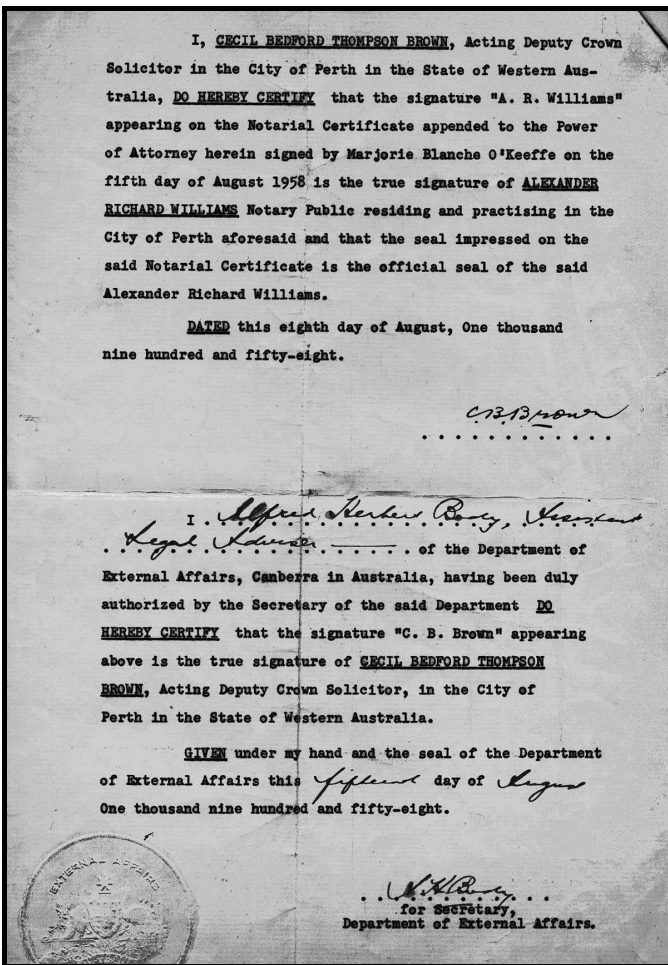 I, CECIL BEDFORD THOMPSON BROWN, Acting Deputy Crown
Solicitor in the City of Perth in the State of Western Aus-
tralia, DO HEREBY CERTIFY that the signature "A. R. Williams"
appearing on the Notarial Certificate appended to the Power
of Attorney herein signed by Marjorie Blanche O'Keeffe on the
fifth day of August 1958 is the true signature of ALEXANDER
RICHARD WILLIAMS Notary Public residing and practising in the
City of Perth aforesaid and that the seal impressed on the
said Notarial Certificate is the official seal of the said
Alexander Richard Williams.
DATED this eighth day of August, One thousand
nine hundred and fifty-eight.
C.B.Brown
I Alfred Herbert Body, Assistant
Legal Adviser of the Department of
External Affairs, Canberra in Australia, having been duly
authorized by the Secretary of the said Department DO
HEREBY CERTIFY that the signature "C. B. Brown" appearing
above is the true signature of CECIL BEDFORD THOMPSON
BROWN, Acting Deputy Crown Solicitor, in the City of
Perth in the State of Western Australia.
GIVEN under my hand and the seal of the Department
of External Affairs this fifteenth day of August
One thousand nine hundred and fifty-eight.
EXTERNAL AFFAIRS
A H Body
for Secretary,
Department of External Affairs.